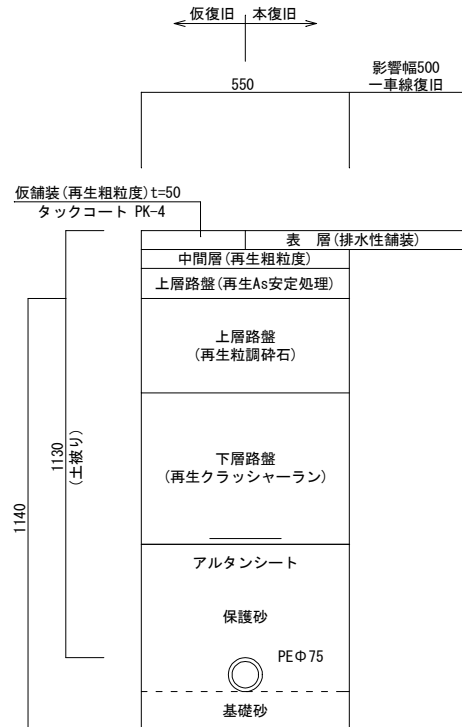 仮復旧 本復旧
影響幅500
一車線復旧
550
仮舗装(再生粗粒度)t=50
タックコート PK-4
表 層(排水性舗装)
中間層(再生粗粒度)
上層路盤(再生As安定処理)
上層路盤
(再生粒調砕石)
1130
(土被り)
下層路盤
(再生クラッシャーラン)
1140
アルタンシート
保護砂
PEΦ75
基礎砂